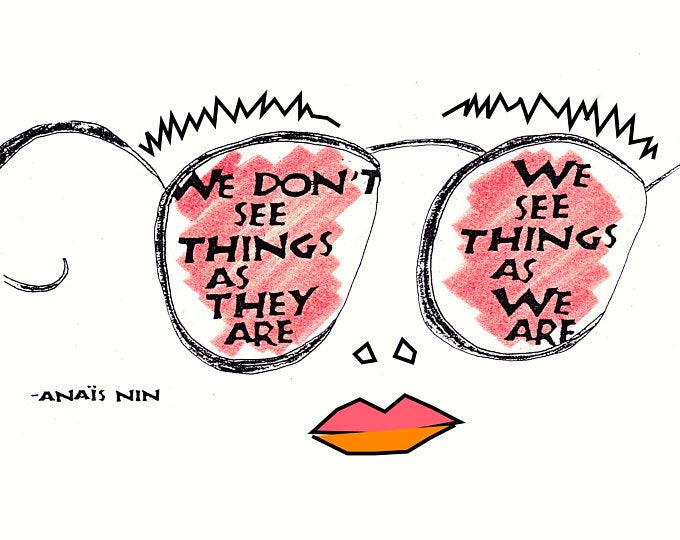 WE DON'T
SEE
THINGS
AS
THEY
ARE
WE
SEE
THINGS
AS
WE
ARE
-ANAÏS NIN